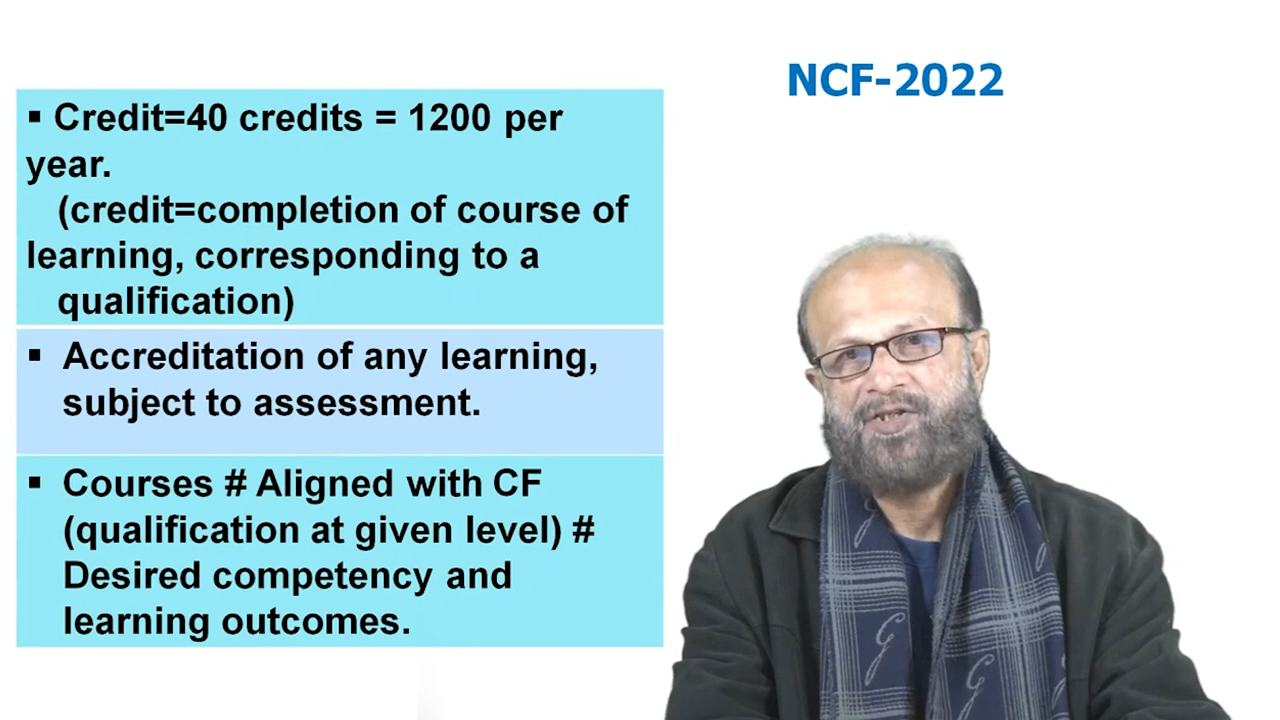 NCF-2022
▪ Credit=40 credits = 1200 per
year.
(credit=completion of course of
learning, corresponding to a
qualification)
▪ Accreditation of any learning,
subject to assessment.
▪ Courses # Aligned with CF
(qualification at given level) #
Desired competency and
learning outcomes.